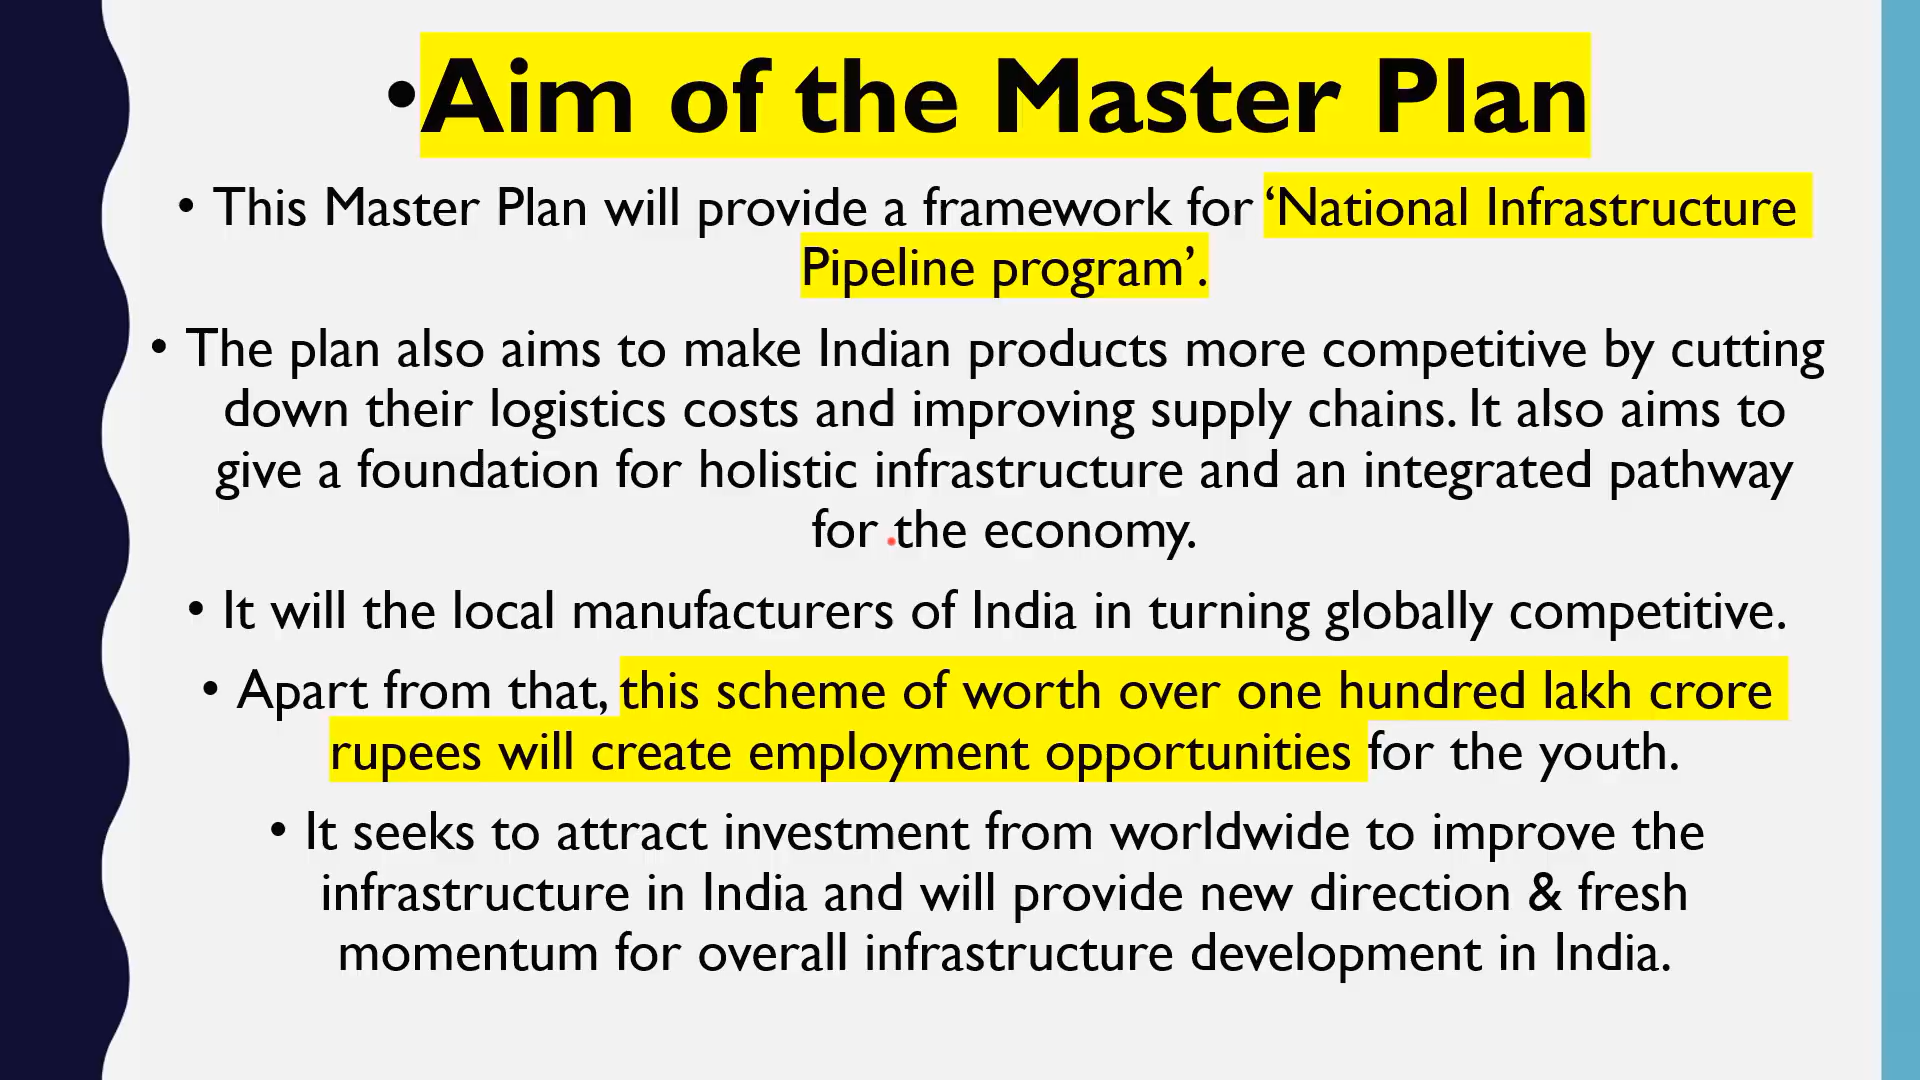 •Aim of the Master Plan
• This Master Plan will provide a framework for ‘National Infrastructure
Pipeline program’.
• The plan also aims to make Indian products more competitive by cutting
down their logistics costs and improving supply chains. It also aims to
give a foundation for holistic infrastructure and an integrated pathway
for the economy.
• It will the local manufacturers of India in turning globally competitive.
• Apart from that, this scheme of worth over one hundred lakh crore
rupees will create employment opportunities for the youth.
• It seeks to attract investment from worldwide to improve the
infrastructure in India and will provide new direction & fresh
momentum for overall infrastructure development in India.